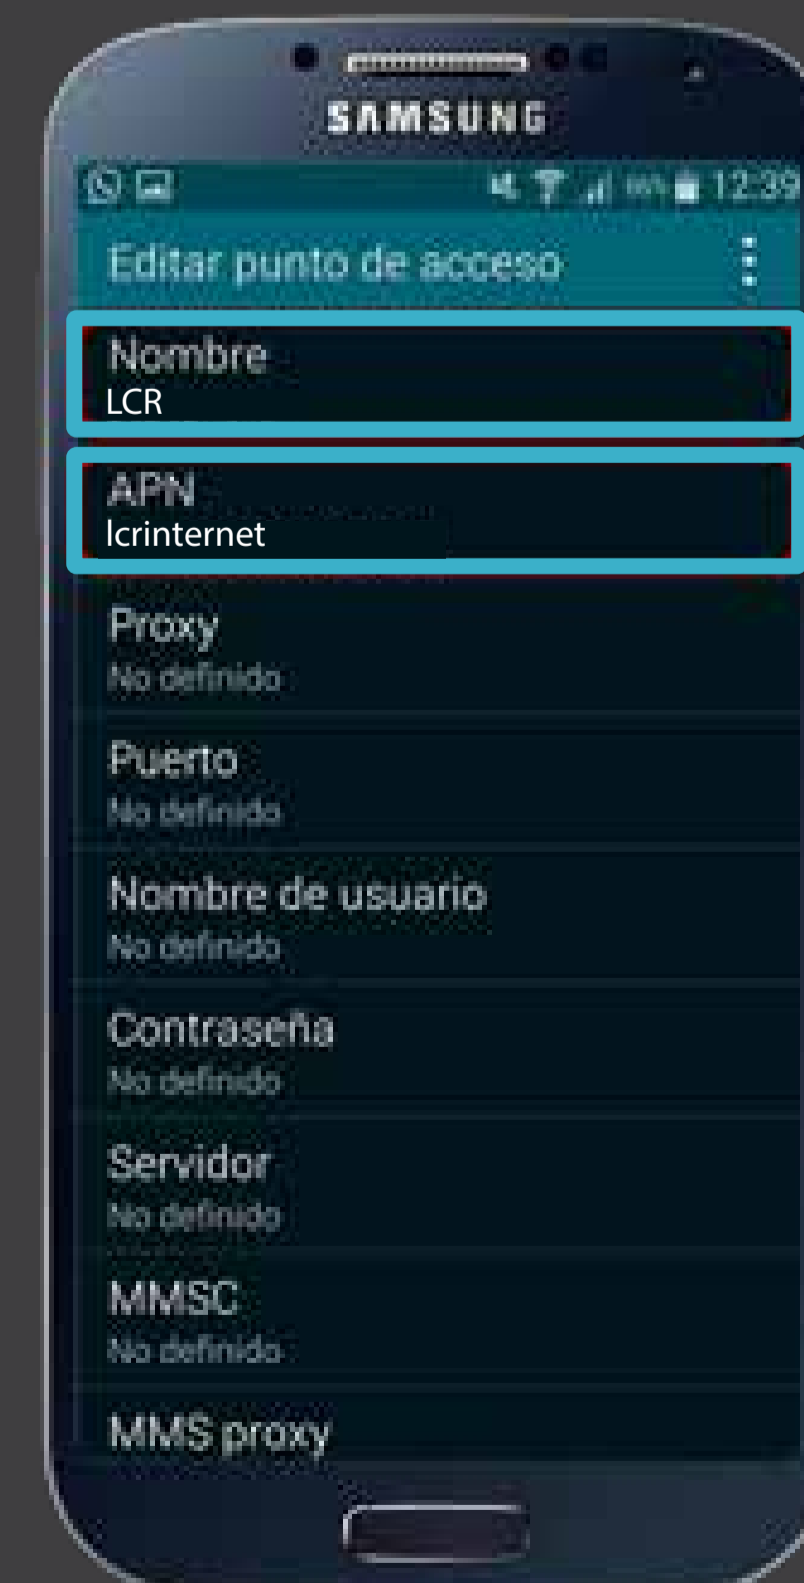 SAMSUNG
12:39
Editar punto de acceso
Nombre
LCR
APN
lcrinternet
Proxy
No definido
Puerto
No definido
Nombre de usuario
No definido
Contraseña
No definido
Servidor
No definido
MMSC
No definido
MMS proxy